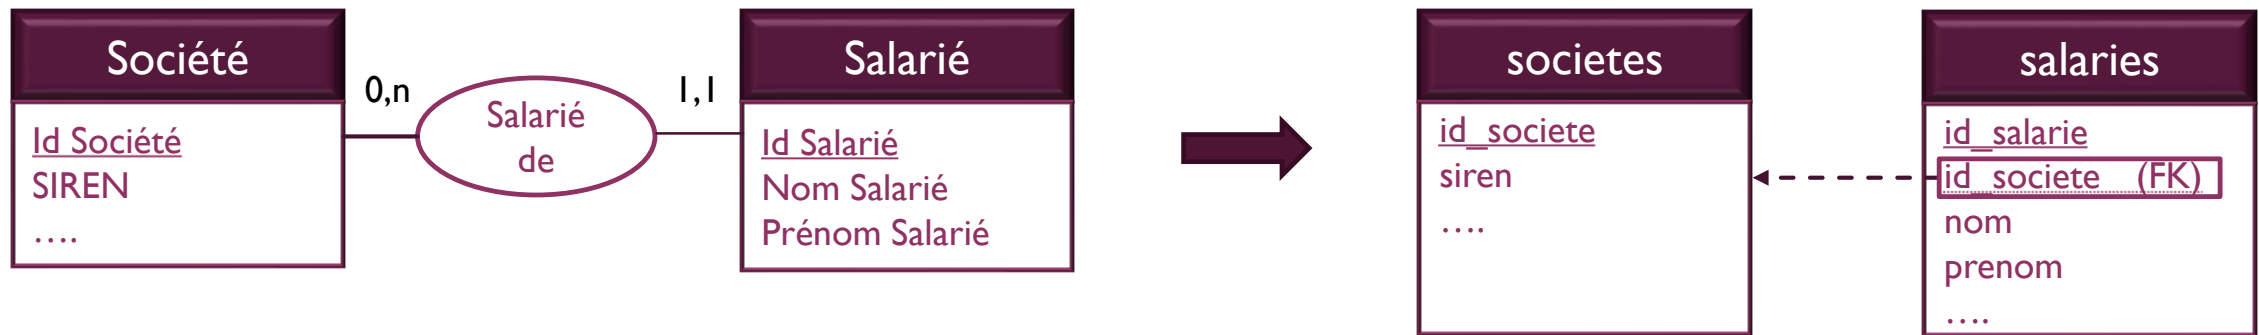 Société
Id Société
SIREN
….
0,n
Salarié
de
1,1
Salarié
Id Salarié
Nom Salarié
Prénom Salarié
societes
id_societe
siren
….
salaries
id_salarie
id_societe (FK)
nom
prenom
….